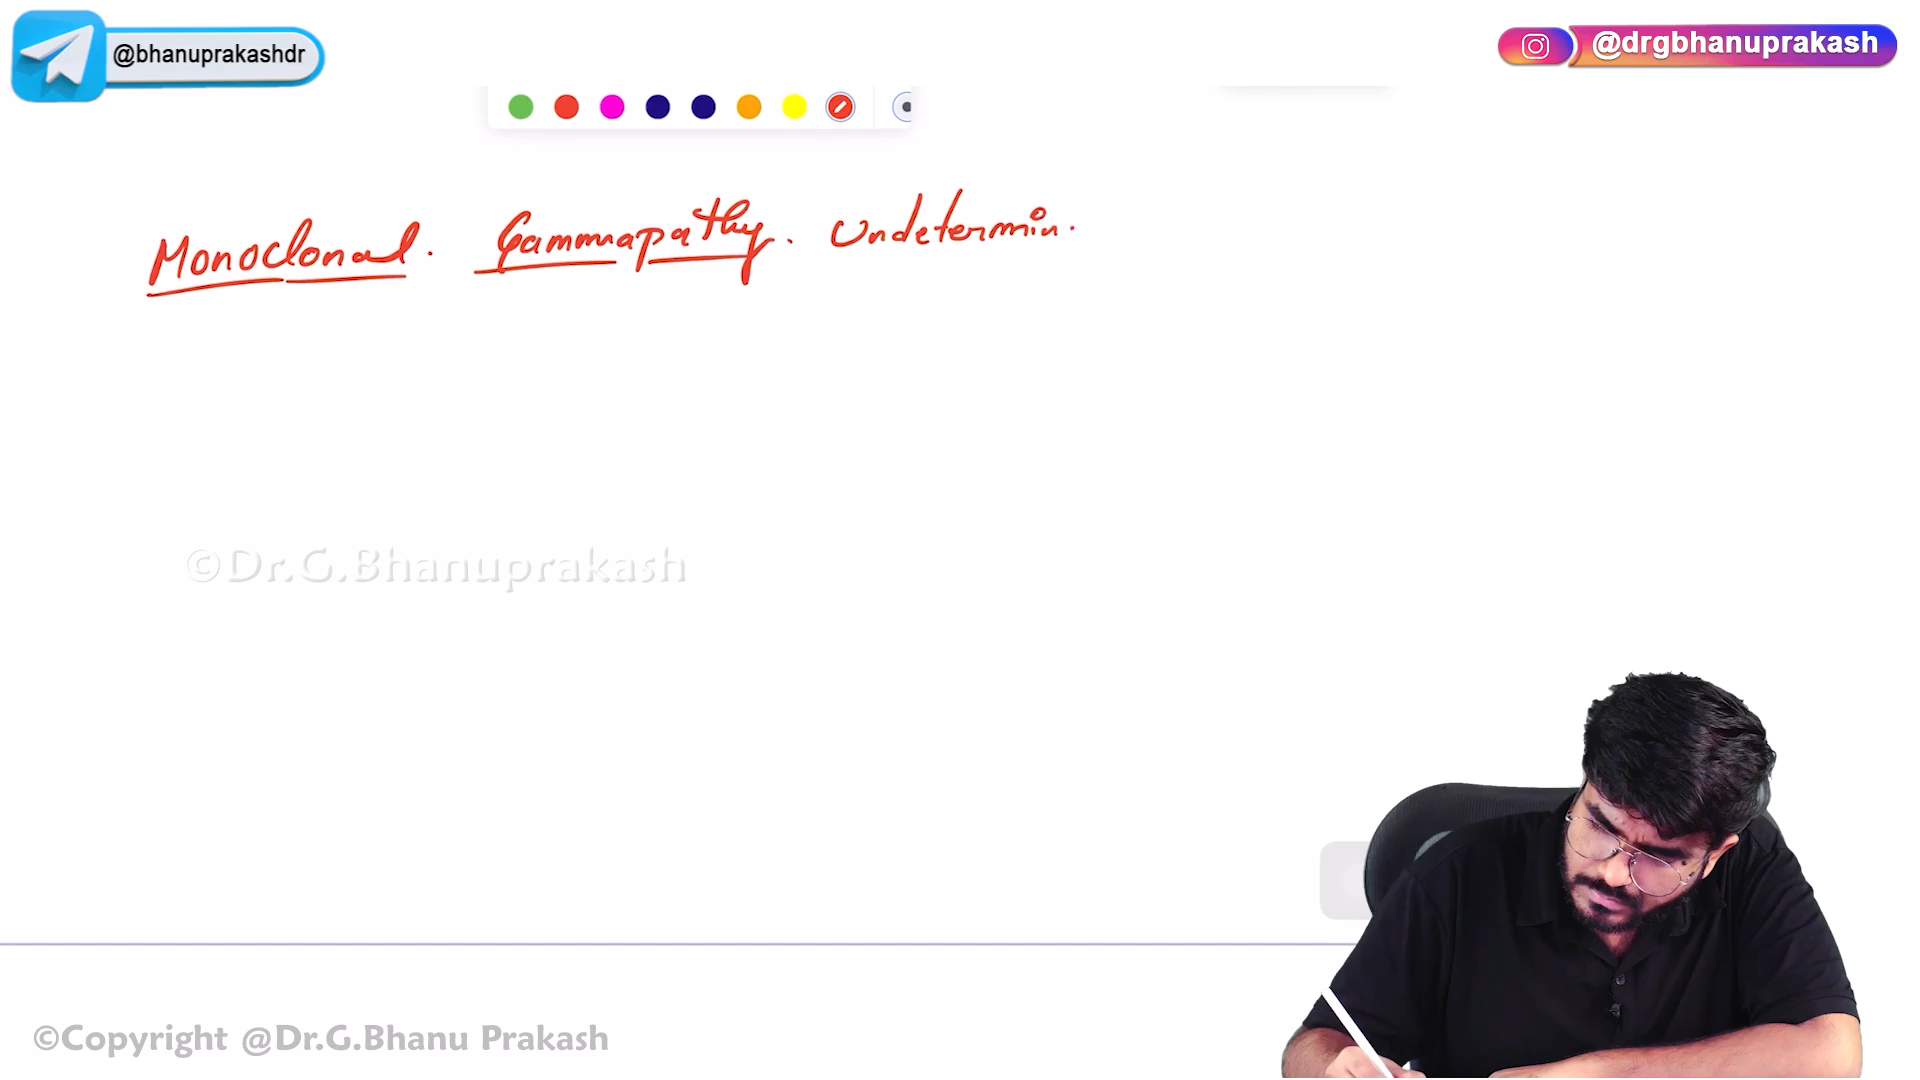 @bhanuprakashdr
@drgbhanuprakash
Monoclonal. Gammapathy. Undetermin.
©Dr.G.Bhanuprakash
©Copyright @Dr.G.Bhanu Prakash